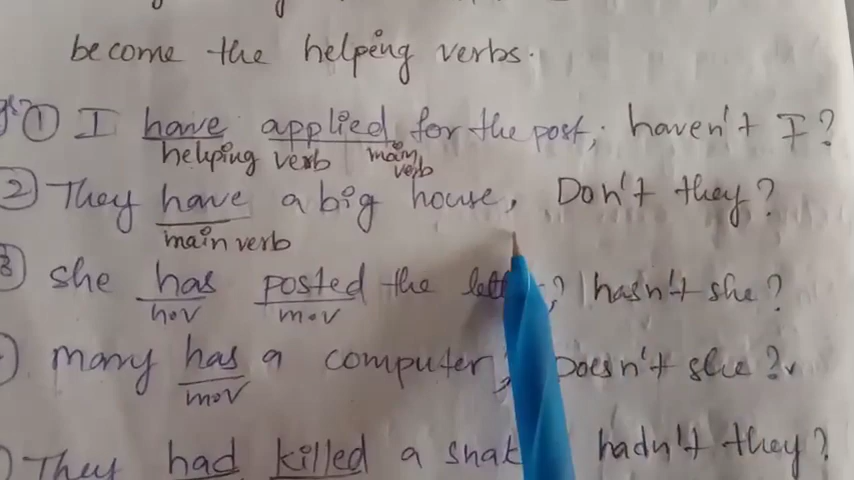 become the helping verbs.
① I have applied for the post, haven't I?
helping verb main verb
② They have a big house, Don't they?
main verb
she has posted the hasn't she?
h.v m.v
many has a computer, Doesn't she?
m.v
They had killed a hadn't they?